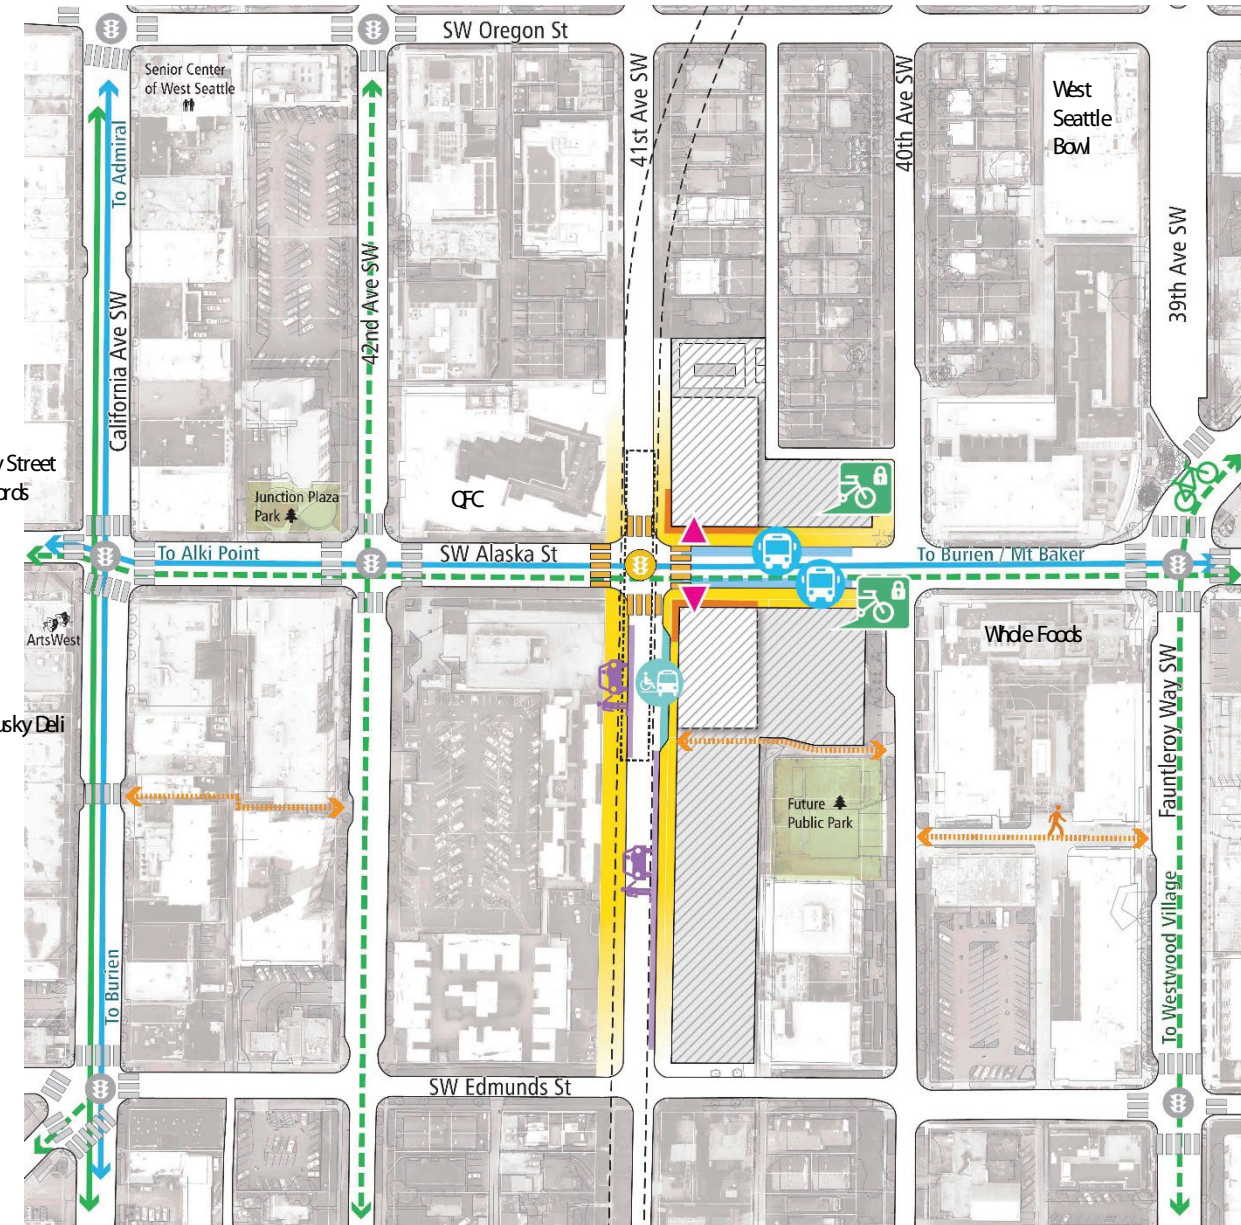 SW Oregon St
Senior Center
of West Seattle
To Admiral
California Ave SW
42nd Ave SW
41st Ave SW
40th Ave SW
West
Seattle
Bowl
39th Ave SW
y Street
ords
Junction Plaza
Park
QFC
To Alki Point
SW Alaska St
To Burien / Mt Baker
ArtsWest
usky Deli
Whole Foods
Fauntleroy Way SW
Future
Public Park
To Burien
To Westwood Village
SW Edmunds St